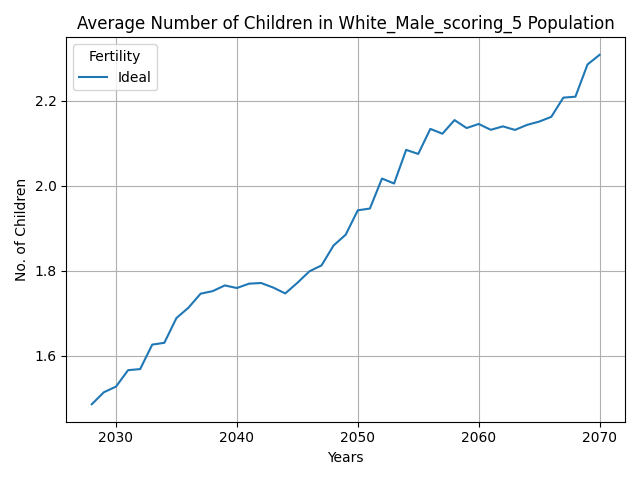 Average Number of Children in White_Male_scoring_5 Population
Fertility
Ideal
2.2
2.0
1.8
1.6
No. of Children
2030 2040 2050 2060 2070
Years